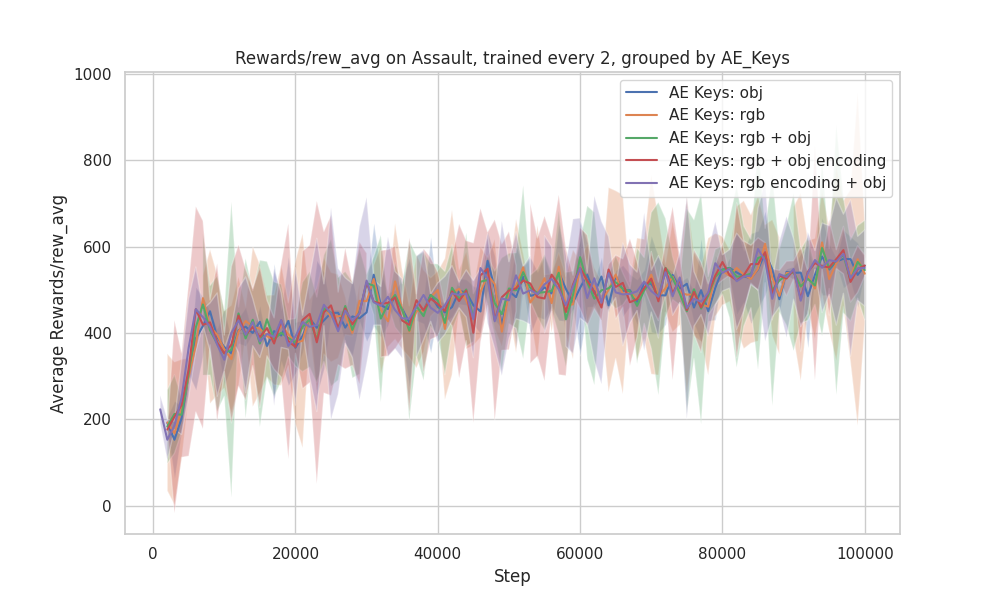 Rewards/rew_avg on Assault, trained every 2, grouped by AE_Keys
1000
800
600
400
200
0
Average Rewards/rew_avg
AE Keys: obj
AE Keys: rgb
AE Keys: rgb + obj
AE Keys: rgb + obj encoding
AE Keys: rgb encoding + obj
0 20000 40000 60000 80000 100000
Step